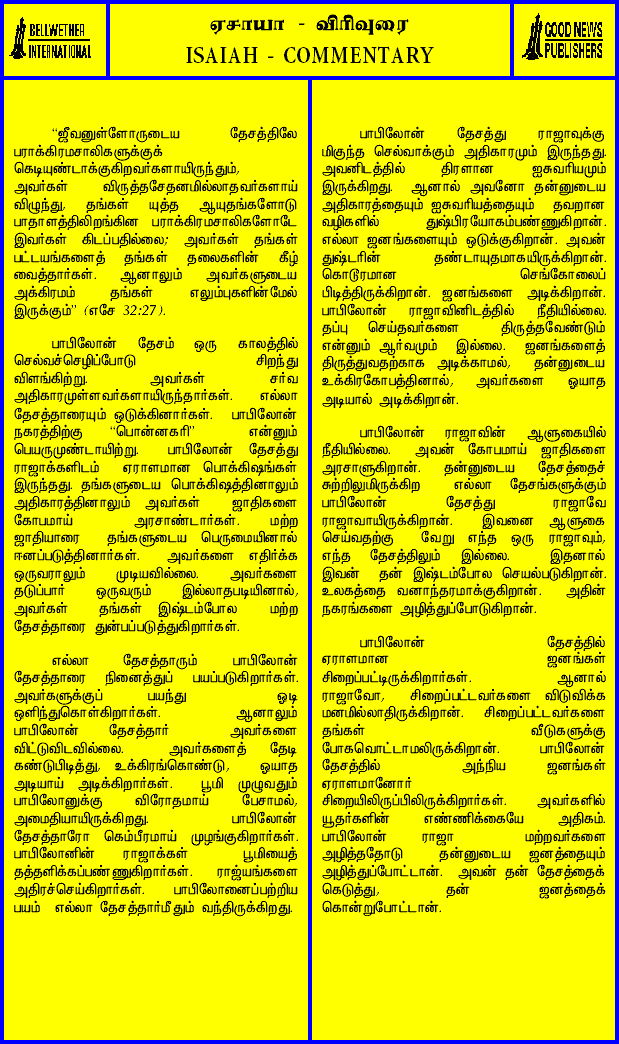 BELLWETHER
INTERNATIONAL
ஏசாயா - விரிவுரை
ISAIAH - COMMENTARY
GOOD NEWS
PUBLISHERS
“ஜீவனுள்ளோருடைய தேசத்திலே
பராக்கிரமசாலிகளுக்குக்
கெடியுண்டாக்குகிறவர்களாயிருந்தும்,
அவர்கள் விருத்தசேதனமில்லாதவர்களாய்
விழுந்து, தங்கள் யுத்த ஆயுதங்களோடு
பாதாளத்திலிறங்கின பராக்கிரமசாலிகளோடே
இவர்கள் கிடப்பதில்லை; அவர்கள் தங்கள்
பட்டயங்களைத் தங்கள் தலைகளின் கீழ்
வைத்தார்கள். ஆனாலும் அவர்களுடைய
அக்கிரமம் தங்கள் எலும்புகளின்மேல்
இருக்கும்” (எசே 32:27).
பாபிலோன் தேசம் ஒரு காலத்தில்
செல்வச்செழிப்போடு சிறந்து
விளங்கிற்று. அவர்கள் சர்வ
அதிகாரமுள்ளவர்களாயிருந்தார்கள். எல்லா
தேசத்தாரையும் ஒடுக்கினார்கள். பாபிலோன்
நகரத்திற்கு “பொன்னகரி” என்னும்
பெயருமுண்டாயிற்று. பாபிலோன் தேசத்து
ராஜாக்களிடம் ஏராளமான பொக்கிஷங்கள்
இருந்தது. தங்களுடைய பொக்கிஷத்தினாலும்
அதிகாரத்தினாலும் அவர்கள் ஜாதிகளை
கோபமாய் அரசாண்டார்கள். மற்ற
ஜாதியாரை தங்களுடைய பெருமையினால்
ஈனப்படுத்தினார்கள். அவர்களை எதிர்க்க
ஒருவராலும் முடியவில்லை. அவர்களை
தடுப்பார் ஒருவரும் இல்லாதபடியினால்,
அவர்கள் தங்கள் இஷ்டம்போல மற்ற
தேசத்தாரை துன்பப்படுத்துகிறார்கள்.
எல்லா தேசத்தாரும் பாபிலோன்
தேசத்தாரை நினைத்துப் பயப்படுகிறார்கள்.
அவர்களுக்குப் பயந்து ஓடி
ஒளிந்துகொள்கிறார்கள். ஆனாலும்
பாபிலோன் தேசத்தார் அவர்களை
விட்டுவிடவில்லை. அவர்களைத் தேடி
கண்டுபிடித்து, உக்கிரங்கொண்டு, ஓயாத
அடியாய் அடிக்கிறார்கள். பூமி முழுவதும்
பாபிலோனுக்கு விரோதமாய் பேசாமல்,
அமைதியாயிருக்கிறது. பாபிலோன்
தேசத்தாரோ கெம்பீரமாய் முழங்குகிறார்கள்.
பாபிலோனின் ராஜாக்கள் பூமியைத்
தத்தளிக்கப்பண்ணுகிறார்கள். ராஜ்யங்களை
அதிரச்செய்கிறார்கள். பாபிலோனைப்பற்றிய
பயம் எல்லா தேசத்தார்மீதும் வந்திருக்கிறது.
பாபிலோன் தேசத்து ராஜாவுக்கு
மிகுந்த செல்வாக்கும் அதிகாரமும் இருந்தது.
அவனிடத்தில் திரளான ஐசுவரியமும்
இருக்கிறது. ஆனால் அவனோ தன்னுடைய
அதிகாரத்தையும் ஐசுவரியத்தையும் தவறான
வழிகளில் துஷ்பிரயோகம்பண்ணுகிறான்.
எல்லா ஜனங்களையும் ஒடுக்குகிறான். அவன்
துஷ்டரின் தண்டாயுதமாகயிருக்கிறான்.
கொடூரமான செங்கோலைப்
பிடித்திருக்கிறான். ஜனங்களை அடிக்கிறான்.
பாபிலோன் ராஜாவினிடத்தில் நீதியில்லை.
தப்பு செய்தவர்களை திருத்தவேண்டும்
என்னும் ஆர்வமும் இல்லை. ஜனங்களைத்
திருத்துவதற்காக அடிக்காமல், தன்னுடைய
உக்கிரகோபத்தினால், அவர்களை ஓயாத
அடியால் அடிக்கிறான்.
பாபிலோன் ராஜாவின் ஆளுகையில்
நீதியில்லை. அவன் கோபமாய் ஜாதிகளை
அரசாளுகிறான். தன்னுடைய தேசத்தைச்
சுற்றிலுமிருக்கிற எல்லா தேசங்களுக்கும்
பாபிலோன் தேசத்து ராஜாவே
ராஜாவாயிருக்கிறான். இவனை ஆளுகை
செய்வதற்கு வேறு எந்த ஒரு ராஜாவும்,
எந்த தேசத்திலும் இல்லை. இதனால்
இவன் தன் இஷ்டம்போல செயல்படுகிறான்.
உலகத்தை வனாந்தரமாக்குகிறான். அதின்
நகரங்களை அழித்துப்போடுகிறான்.
பாபிலோன் தேசத்தில்
ஏராளமான ஜனங்கள்
சிறைப்பட்டிருக்கிறார்கள். ஆனால்
ராஜாவோ, சிறைப்பட்டவர்களை விடுவிக்க
மனமில்லாதிருக்கிறான். சிறைப்பட்டவர்களை
தங்கள் வீடுகளுக்கு
போகவொட்டாமலிருக்கிறான். பாபிலோன்
தேசத்தில் அந்நிய ஜனங்கள்
ஏராளமானோர்
சிறையிலிருப்பிலிருக்கிறார்கள். அவர்களில்
யூதர்களின் எண்ணிக்கையே அதிகம்.
பாபிலோன் ராஜா மற்றவர்களை
அழித்ததோடு தன்னுடைய ஜனத்தையும்
அழித்துப்போட்டான். அவன் தன் தேசத்தைக்
கெடுத்து, தன் ஜனத்தைக்
கொன்றுபோட்டான்.